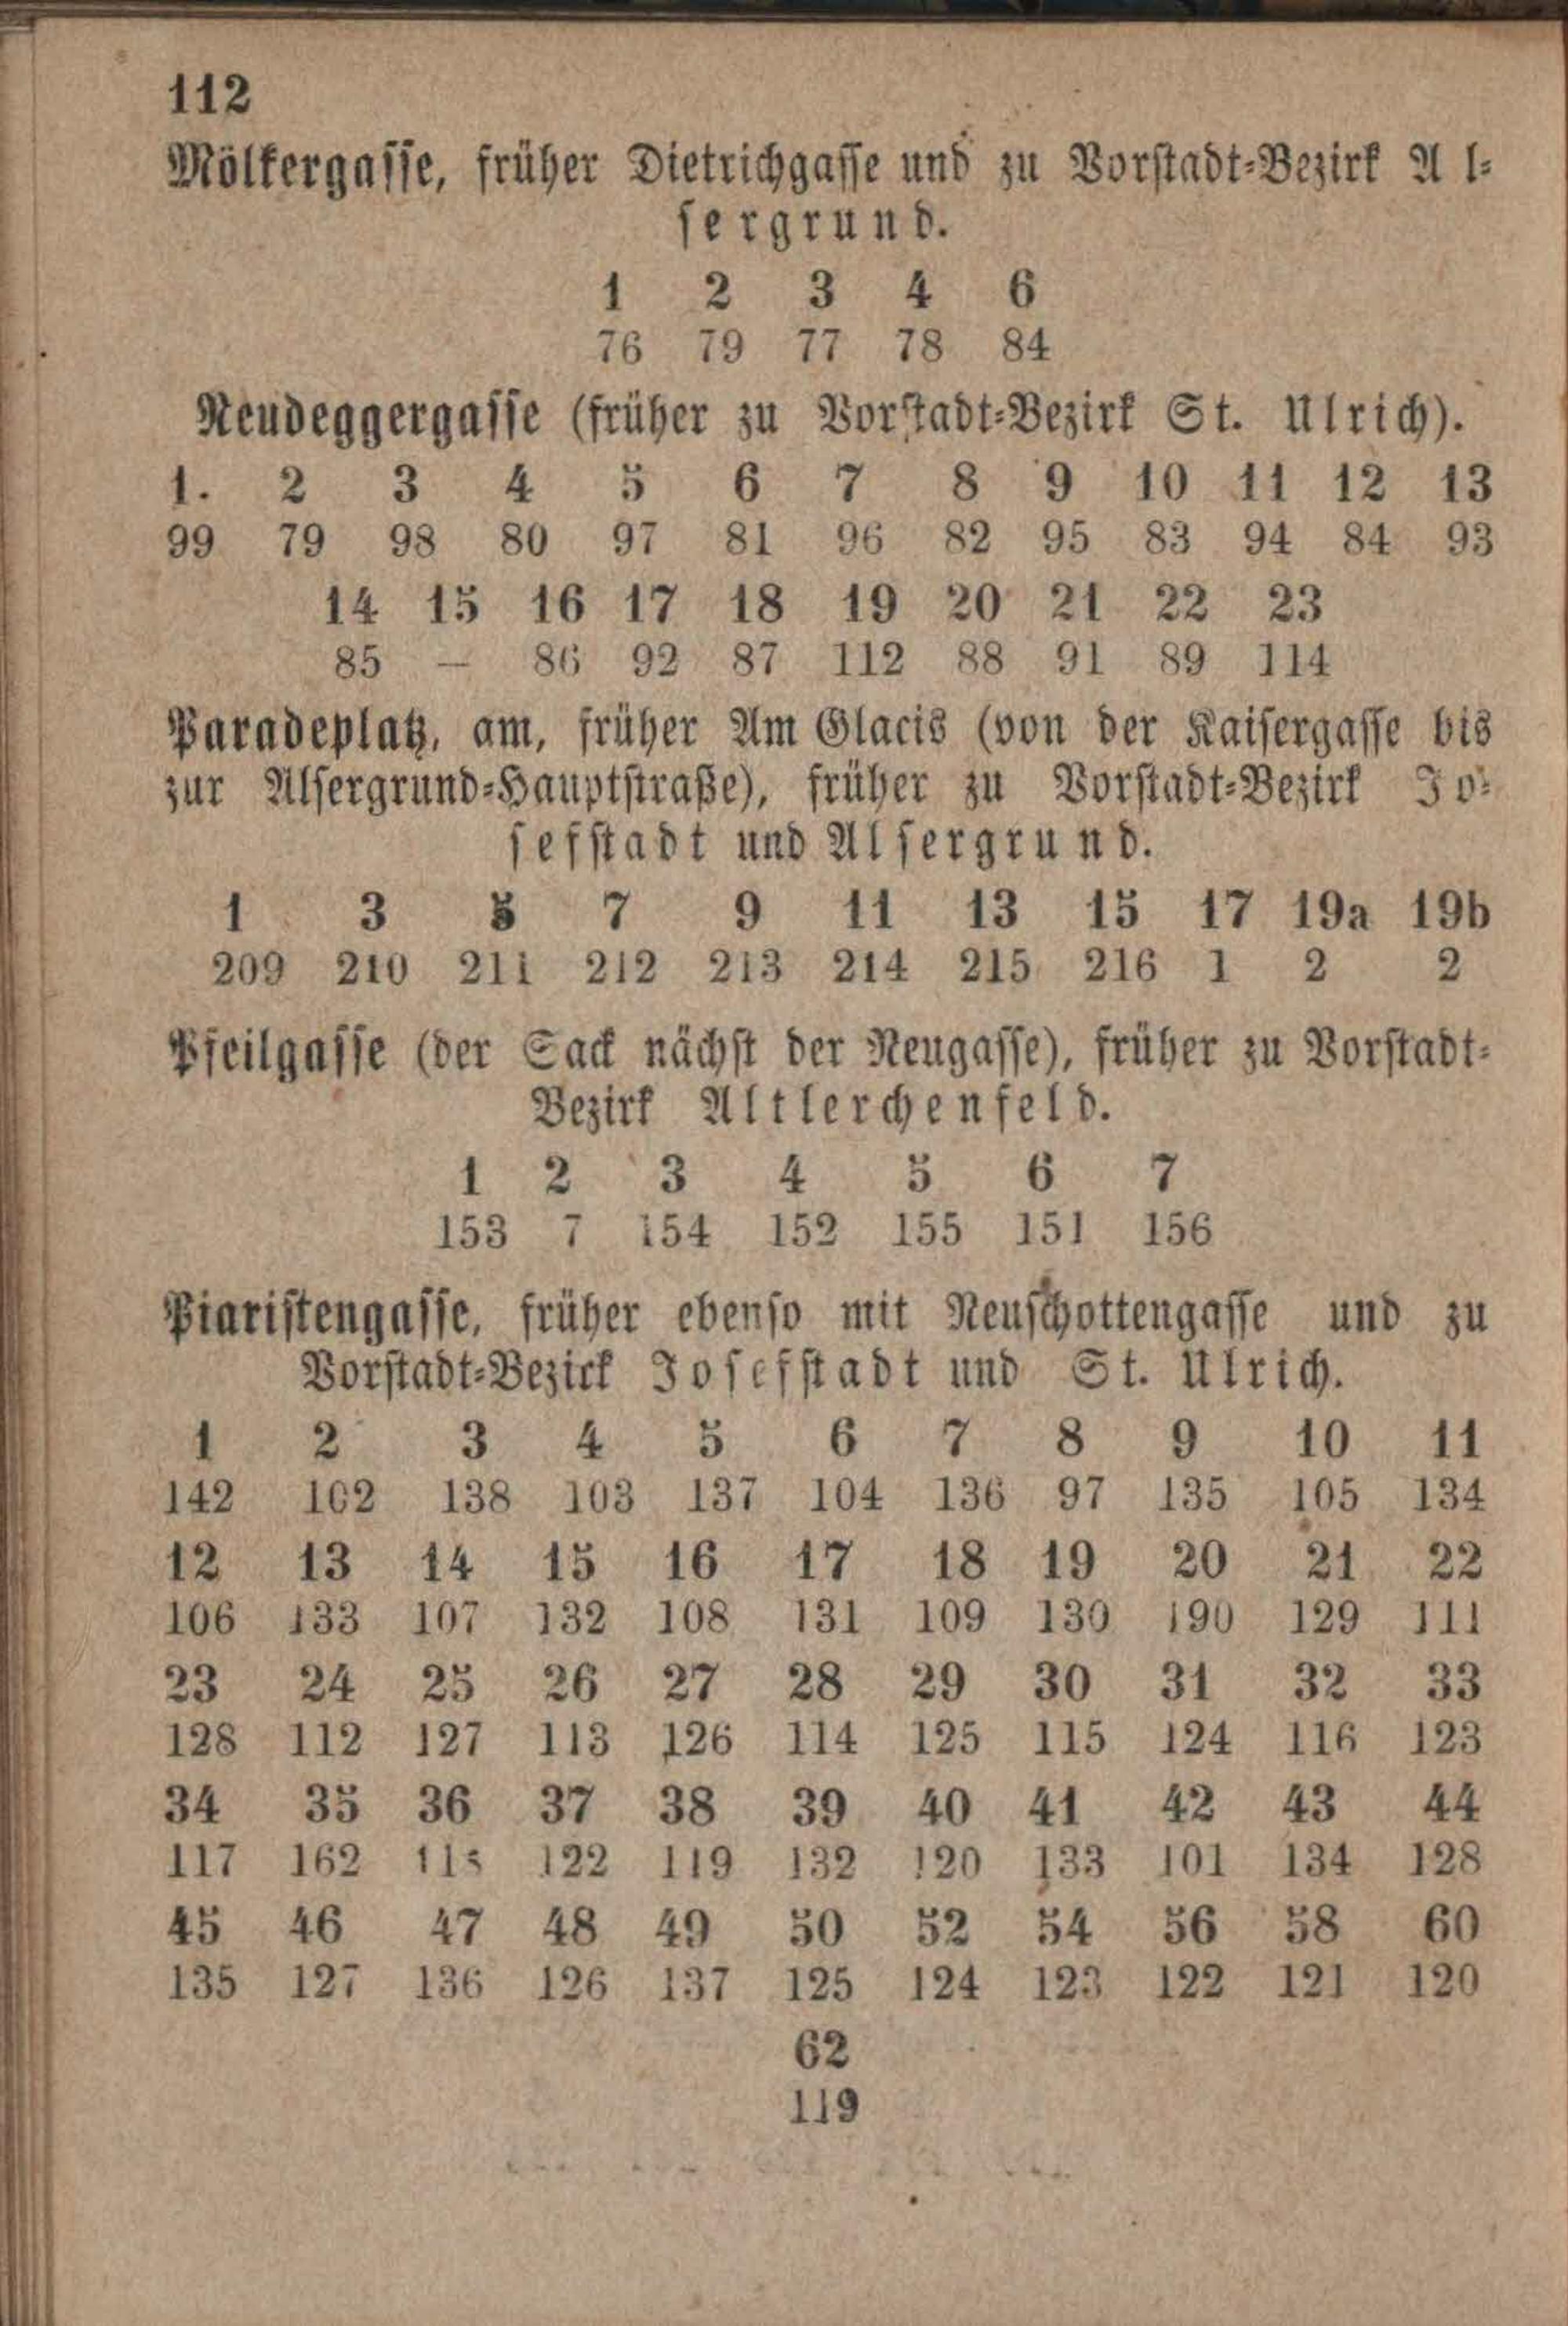 112
Mölkergasse, früher Dietrichgasse und zu Vorstadt-Bezirk Al-
sergrund.
1 2 3 4 6
76 79 77 78 84
Neudeggergasse (früher zu Vorstadt-Bezirk St. Ulrich).
1. 2 3 4 5 6 7 8 9 10 11 12 13
99 79 98 80 97 81 96 82 95 83 94 84 93
14 15 16 17 18 19 20 21 22 23
85 — 86 92 87 112 88 91 89 114
Paradeplatz, am, früher Am Glacis (von der Kaisergasse bis
zur Alsergrund-Hauptstraße), früher zu Vorstadt-Bezirk Jo-
sefstadt und Alsergrund.
1 3 5 7 9 11 13 15 17 19a 19b
209 210 211 212 213 214 215 216 1 2 2
Pfeilgasse (der Sack nächst der Neugasse), früher zu Vorstadt-
Bezirk Altlerchenfeld.
1 2 3 4 5 6 7
153 7 154 152 155 151 156
Piaristengasse, früher ebenso mit Neuschottengasse und zu
Vorstadt-Bezirk Josefstadt und St. Ulrich.
1 2 3 4 5 6 7 8 9 10 11
142 102 138 103 137 104 136 97 135 105 134
12 13 14 15 16 17 18 19 20 21 22
106 133 107 132 108 131 109 130 190 129 111
23 24 25 26 27 28 29 30 31 32 33
128 112 127 113 126 114 125 115 124 116 123
34 35 36 37 38 39 40 41 42 43 44
117 162 118 122 119 132 120 133 101 134 128
45 46 47 48 49 50 52 54 56 58 60
135 127 136 126 137 125 124 123 122 121 120
62
119